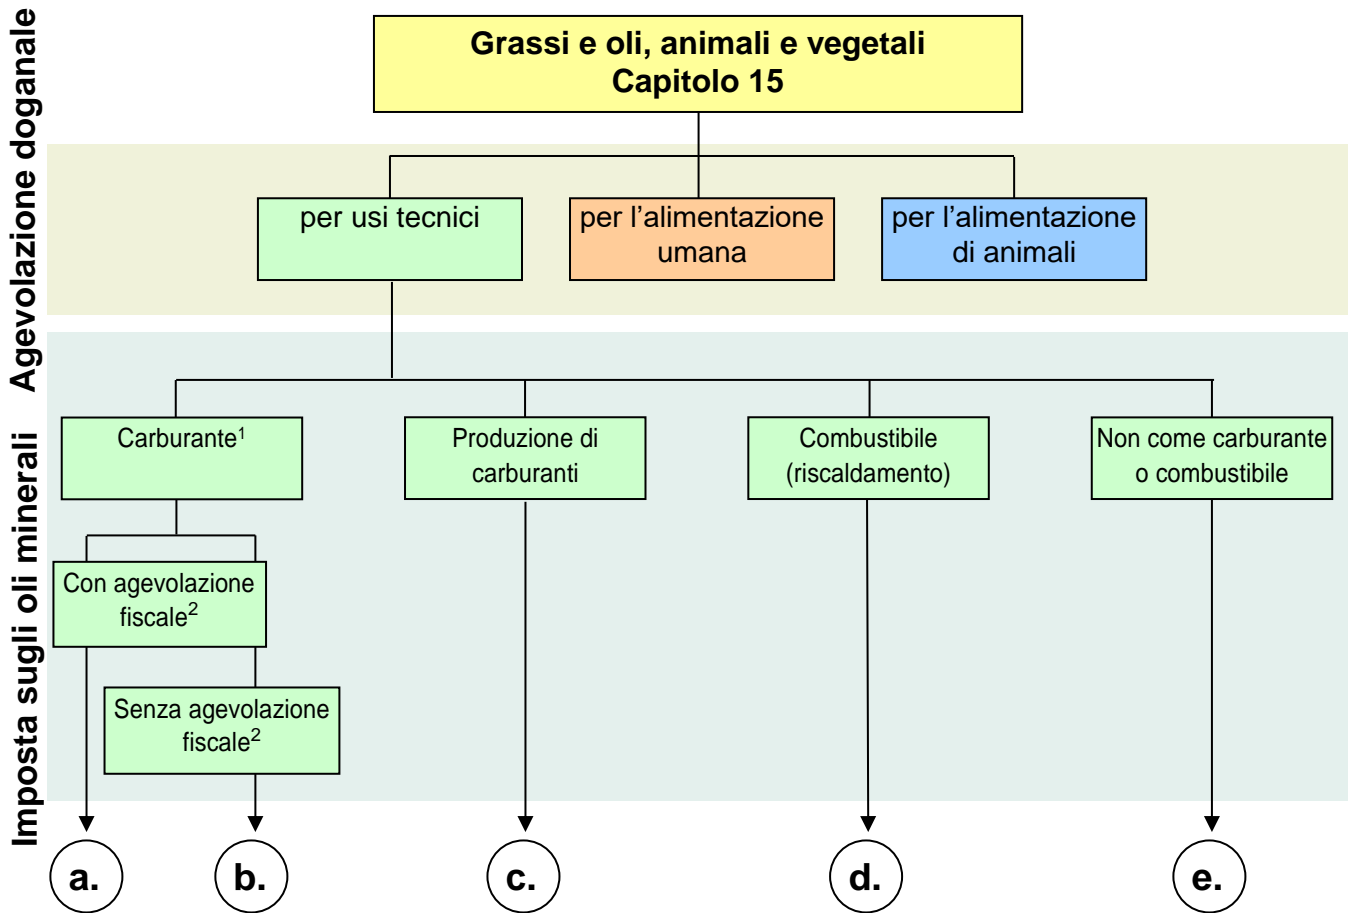 Agevolazione doganale
Grassi e oli, animali e vegetali
Capitolo 15
per usi tecnici
per l’alimentazione
umana
per l’alimentazione
di animali
Imposta sugli oli minerali
Carburante¹
Produzione di
carburanti
Combustibile
(riscaldamento)
Non come carburante
o combustibile
Con agevolazione
fiscale²
Senza agevolazione
fiscale²
a.
b.
c.
d.
e.